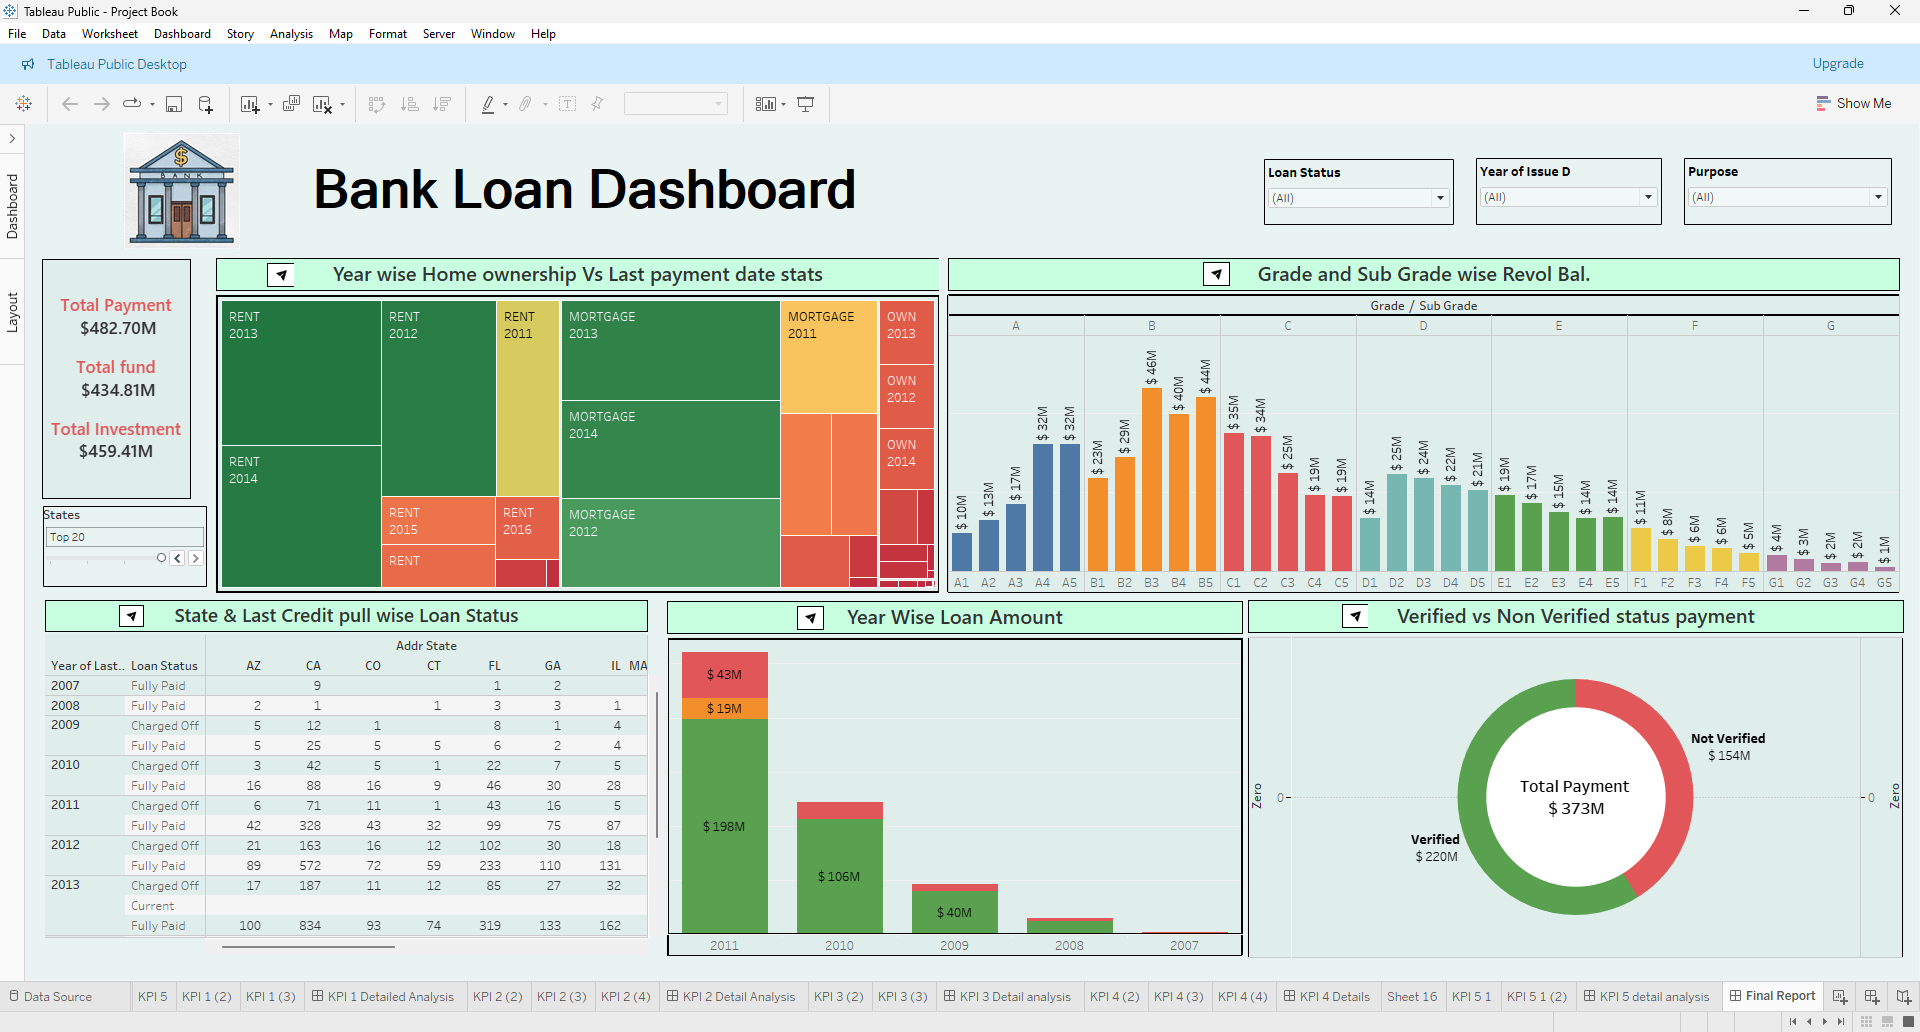 Tableau Public - Project Book
File Data Worksheet Dashboard Story Analysis Map Format Server Window Help
Tableau Public Desktop
Upgrade
Show Me
Dashboard
Layout
$
BANK
Bank Loan Dashboard
Loan Status
(All)
Year of Issue D
(All)
Purpose
(All)
Total Payment
$482.70M
Total fund
$434.81M
Total Investment
$459.41M
States
Top 20
Year wise Home ownership Vs Last payment date stats
RENT
2013
RENT
2014
RENT
2012
RENT
2011
RENT
2015
RENT
RENT
2016
MORTGAGE
2013
MORTGAGE
2014
MORTGAGE
2012
MORTGAGE
2011
OWN
2013
OWN
2012
OWN
2014
Grade and Sub Grade wise Revol Bal.
Grade / Sub Grade
A B C D E F G
$ 10M $ 13M $ 17M $ 32M $ 32M $ 23M $ 29M $ 46M $ 40M $ 44M $ 35M $ 34M $ 25M $ 19M $ 19M $ 14M $ 25M $ 24M $ 22M $ 21M $ 19M $ 17M $ 15M $ 14M $ 14M $ 11M $ 8M $ 6M $ 6M $ 5M $ 4M $ 3M $ 2M $ 2M $ 1M
A1 A2 A3 A4 A5 B1 B2 B3 B4 B5 C1 C2 C3 C4 C5 D1 D2 D3 D4 D5 E1 E2 E3 E4 E5 F1 F2 F3 F4 F5 G1 G2 G3 G4 G5
State & Last Credit pull wise Loan Status
Addr State
Year of Last.. Loan Status AZ CA CO CT FL GA IL MA
2007 Fully Paid 9 1 2
2008 Fully Paid 2 1 1 3 3 1
2009 Charged Off 5 12 1 8 1 4
Fully Paid 5 25 5 5 6 2 4
2010 Charged Off 3 42 5 1 22 7 5
Fully Paid 16 88 16 9 46 30 28
2011 Charged Off 6 71 11 1 43 16 5
Fully Paid 42 328 43 32 99 75 87
2012 Charged Off 21 163 16 12 102 30 18
Fully Paid 89 572 72 59 233 110 131
2013 Charged Off 17 187 11 12 85 27 32
Current
Fully Paid 100 834 93 74 319 133 162
Year Wise Loan Amount
$ 43M
$ 19M
$ 198M
$ 106M
$ 40M
2011 2010 2009 2008 2007
Verified vs Non Verified status payment
Not Verified
$ 154M
Total Payment
$ 373M
Verified
$ 220M
Zero
0
0
Zero
Data Source KPI 5 KPI 1 (2) KPI 1 (3) KPI 1 Detailed Analysis KPI 2 (2) KPI 2 (3) KPI 2 (4) KPI 2 Detail Analysis KPI 3 (2) KPI 3 (3) KPI 3 Detail analysis KPI 4 (2) KPI 4 (3) KPI 4 (4) KPI 4 Details Sheet 16 KPI 5 1 KPI 5 1 (2) KPI 5 detail analysis Final Report